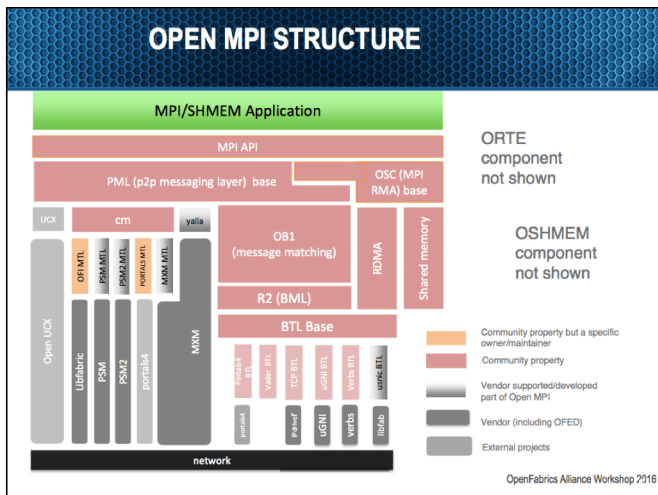 OPEN MPI STRUCTURE
MPI/SHMEM Application
MPI API
PML (p2p messaging layer) base
OSC (MPI
RMA) base
ORTE
component
not shown
UCX
cm
yalla
OB1
(message matching)
RDMA
Shared memory
OSHMEM
component
not shown
OFI MTL
PSM MTL
PSM2 MTL
PORTALS MTL
MXM MTL
R2 (BML)
BTL Base
Open UCX
Libfabric
PSM
PSM2
portals4
MXM
Portals4
BTL
Vader BTL
TCP BTL
uGNI BTL
Verbs BTL
usnic BTL
portals4
IPdriver
uGNI
verbs
libfab
network
Community property but a specific
owner/maintainer
Community property
Vendor supported/developed
part of Open MPI
Vendor (including OFED)
External projects
OpenFabrics Alliance Workshop 2016